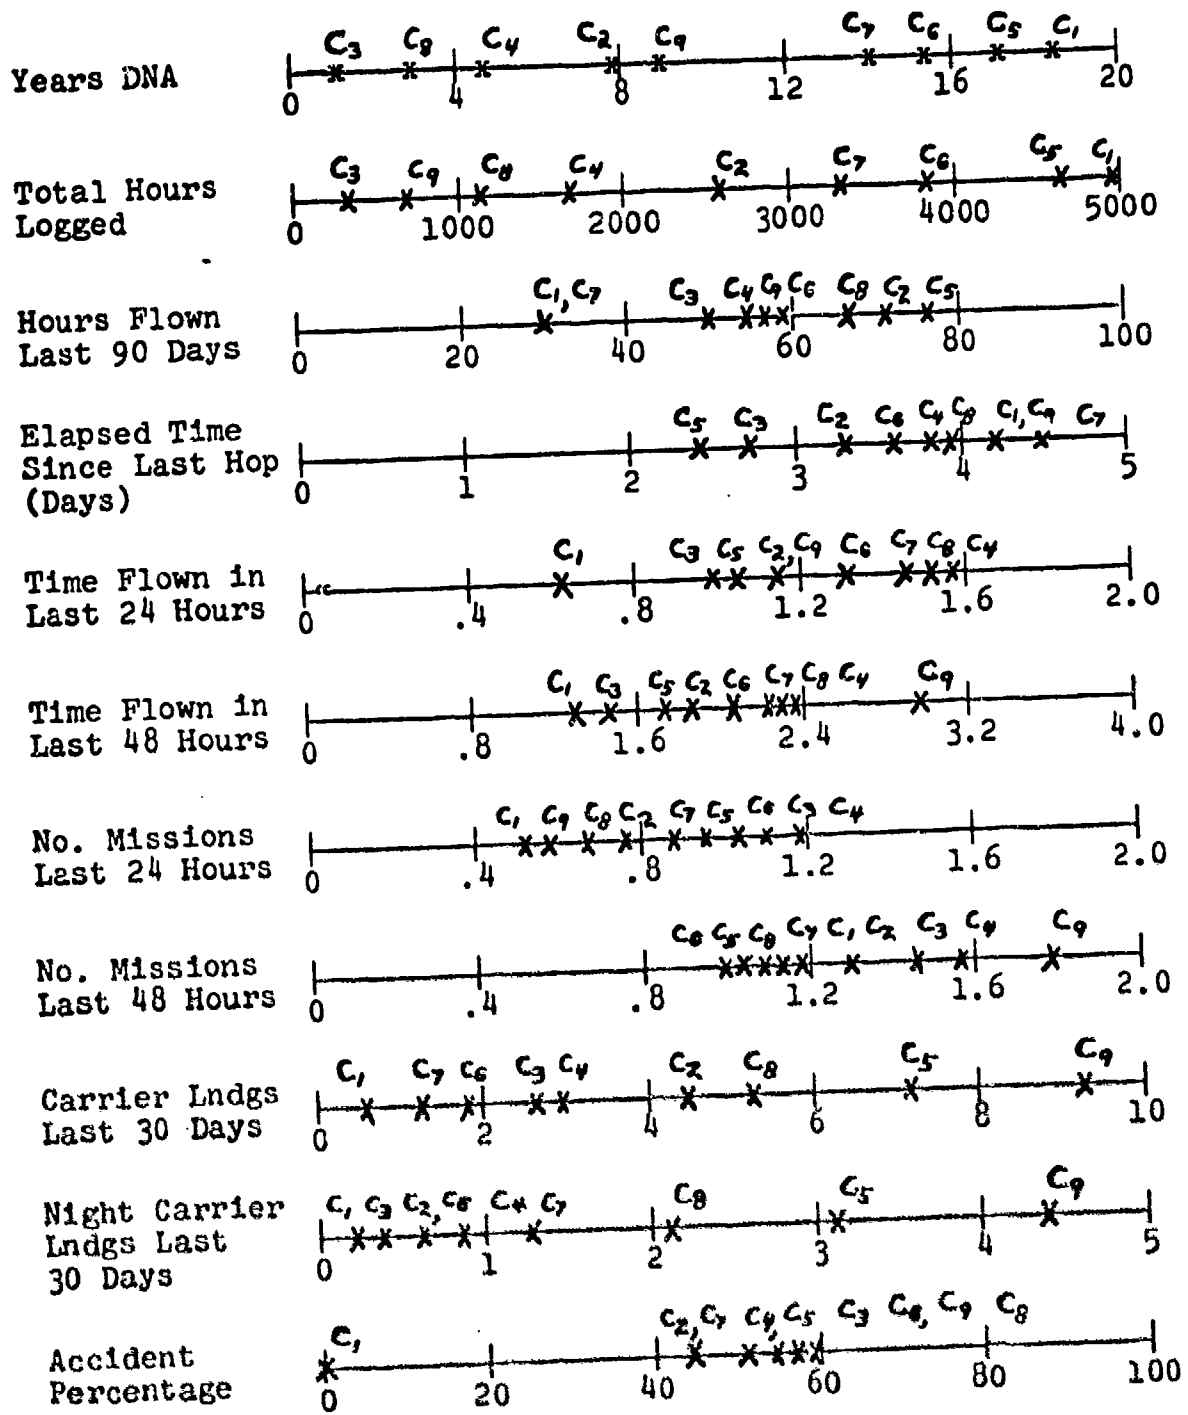 C3 C8 C4 C2 C9 C7 C6 C5 C1
Years DNA
0 4 8 12 16 20
C3 C9 C8 C4 C2 C7 C6 C5 C1
Total Hours
Logged
0 1000 2000 3000 4000 5000
C1, C7 C3 C4 C9 C6 C8 C2 C5
Hours Flown
Last 90 Days
0 20 40 60 80 100
C5 C3 C2 C6 C4 C8 C1, C9 C7
Elapsed Time
Since Last Hop
(Days)
0 1 2 3 4 5
C1 C3 C5 C2, C9 C6 C7 C8 C4
Time Flown in
Last 24 Hours
0 .4 .8 1.2 1.6 2.0
C1 C3 C5 C2 C6 C7 C8 C4 C9
Time Flown in
Last 48 Hours
0 .8 1.6 2.4 3.2 4.0
C1 C9 C8 C2 C7 C5 C6 C3 C4
No. Missions
Last 24 Hours
0 .4 .8 1.2 1.6 2.0
C6 C5 C8 C7 C1 C2 C3 C4 C9
No. Missions
Last 48 Hours
0 .4 .8 1.2 1.6 2.0
C1 C7 C6 C3 C4 C2 C8 C5 C9
Carrier Lndgs
Last 30 Days
0 2 4 6 8 10
C1 C3 C2, C6 C4 C7 C8 C5 C9
Night Carrier
Lndgs Last
30 Days
0 1 2 3 4 5
C1 C2, C7 C4, C5 C3 C6, C9 C8
Accident
Percentage
0 20 40 60 80 100